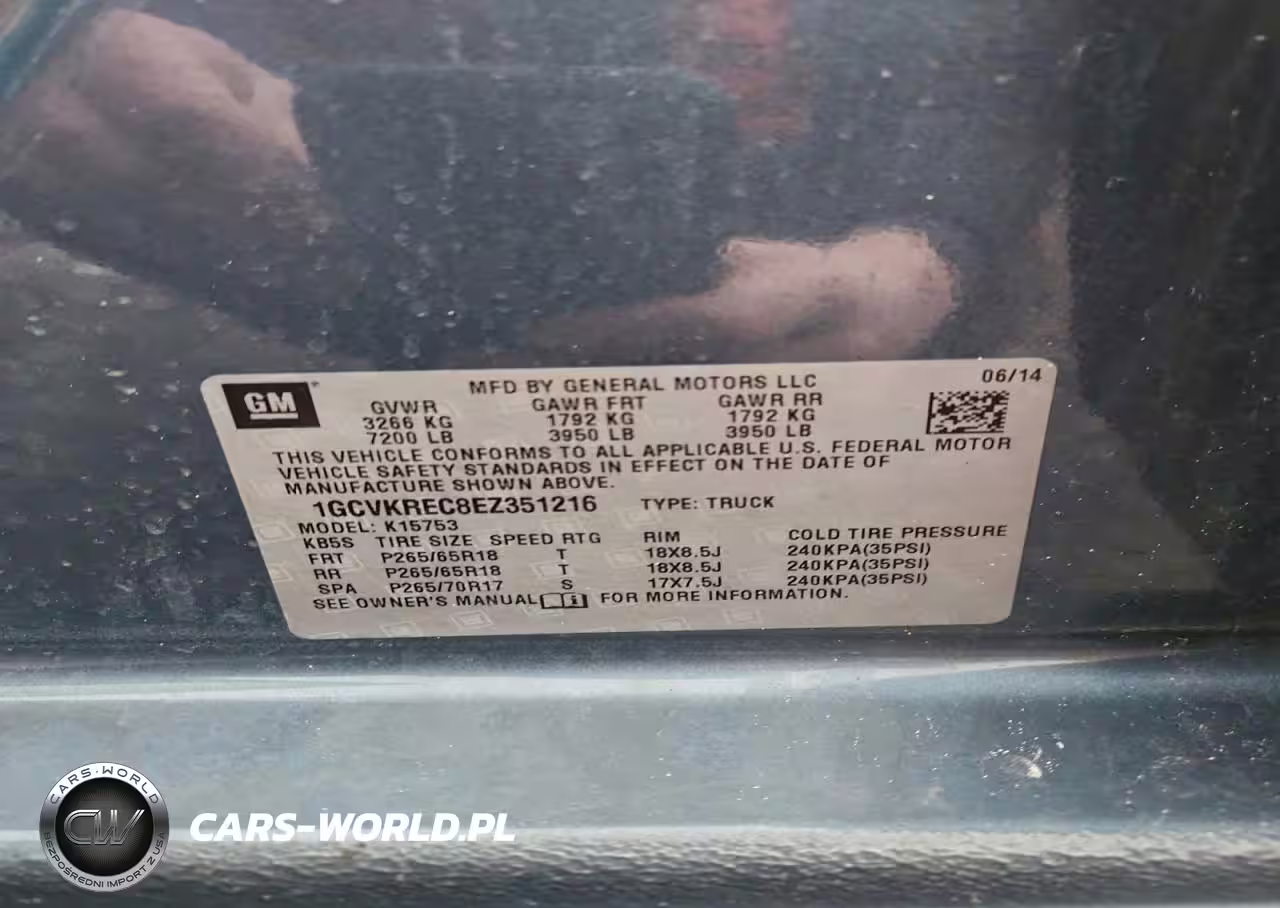 GM
MFD BY GENERAL MOTORS LLC
06/14
GVWR GAWR FRT GAWR RR
3266 KG 1792 KG 1792 KG
7200 LB 3950 LB 3950 LB
THIS VEHICLE CONFORMS TO ALL APPLICABLE U.S. FEDERAL MOTOR
VEHICLE SAFETY STANDARDS IN EFFECT ON THE DATE OF
MANUFACTURE SHOWN ABOVE.
1GCVKREC8EZ351216 TYPE: TRUCK
MODEL: K15753
KB5S TIRE SIZE SPEED RTG RIM COLD TIRE PRESSURE
FRT P265/65R18 T 18X8.5J 240KPA(35PSI)
RR P265/65R18 T 18X8.5J 240KPA(35PSI)
SPA P265/70R17 S 17X7.5J 240KPA(35PSI)
SEE OWNER'S MANUAL FOR MORE INFORMATION.
CARS-WORLD
CW
BEZPOŚREDNI IMPORT Z USA
CARS-WORLD.PL